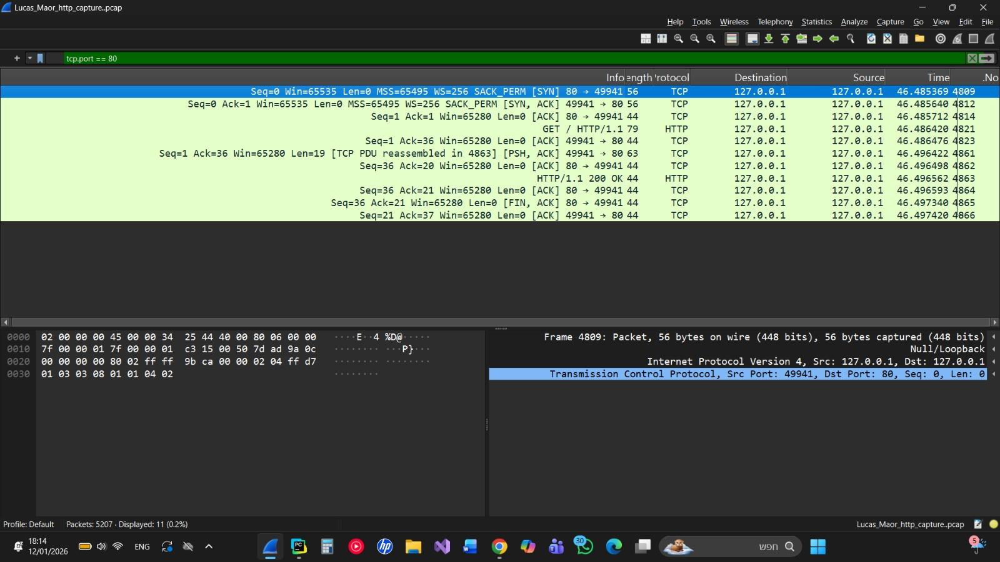 Lucas_Maor_http_capture..pcap
Help Tools Wireless Telephony Statistics Analyze Capture Go View Edit File
tcp.port == 80
Info ength 'rotocol Destination Source Time .No
Seq=0 Win=65535 Len=0 MSS=65495 WS=256 SACK_PERM [SYN] 80 → 49941 56 TCP 127.0.0.1 127.0.0.1 46.485369 4809
Seq=0 Ack=1 Win=65535 Len=0 MSS=65495 WS=256 SACK_PERM [SYN, ACK] 49941 → 80 56 TCP 127.0.0.1 127.0.0.1 46.485640 4812
Seq=1 Ack=1 Win=65280 Len=0 [ACK] 80 → 49941 44 TCP 127.0.0.1 127.0.0.1 46.485712 4814
GET / HTTP/1.1 79 HTTP 127.0.0.1 127.0.0.1 46.486420 4821
Seq=1 Ack=36 Win=65280 Len=0 [ACK] 49941 → 80 44 TCP 127.0.0.1 127.0.0.1 46.486476 4823
Seq=1 Ack=36 Win=65280 Len=19 [TCP PDU reassembled in 4863] [PSH, ACK] 49941 → 80 63 TCP 127.0.0.1 127.0.0.1 46.496422 4861
Seq=36 Ack=20 Win=65280 Len=0 [ACK] 80 → 49941 44 TCP 127.0.0.1 127.0.0.1 46.496498 4862
HTTP/1.1 200 OK 44 HTTP 127.0.0.1 127.0.0.1 46.496562 4863
Seq=36 Ack=21 Win=65280 Len=0 [ACK] 80 → 49941 44 TCP 127.0.0.1 127.0.0.1 46.496593 4864
Seq=36 Ack=21 Win=65280 Len=0 [FIN, ACK] 80 → 49941 44 TCP 127.0.0.1 127.0.0.1 46.497340 4865
Seq=21 Ack=37 Win=65280 Len=0 [ACK] 49941 → 80 44 TCP 127.0.0.1 127.0.0.1 46.497420 4866
0000 02 00 00 00 45 00 00 34 25 44 40 00 80 06 00 00 ····E··4 %D@·····
0010 7f 00 00 01 7f 00 00 01 c3 15 00 50 7d ad 9a 0c ········ ···P}···
0020 00 00 00 00 80 02 ff ff 9b ca 00 00 02 04 ff d7 ········ ········
0030 01 03 03 08 01 01 04 02 ········
Frame 4809: Packet, 56 bytes on wire (448 bits), 56 bytes captured (448 bits)
Null/Loopback
Internet Protocol Version 4, Src: 127.0.0.1, Dst: 127.0.0.1
Transmission Control Protocol, Src Port: 49941, Dst Port: 80, Seq: 0, Len: 0
Profile: Default Packets: 5207 · Displayed: 11 (0.2%) Lucas_Maor_http_capture..pcap
18:14
12/01/2026
ENG
PC
hp
30
חפש
5